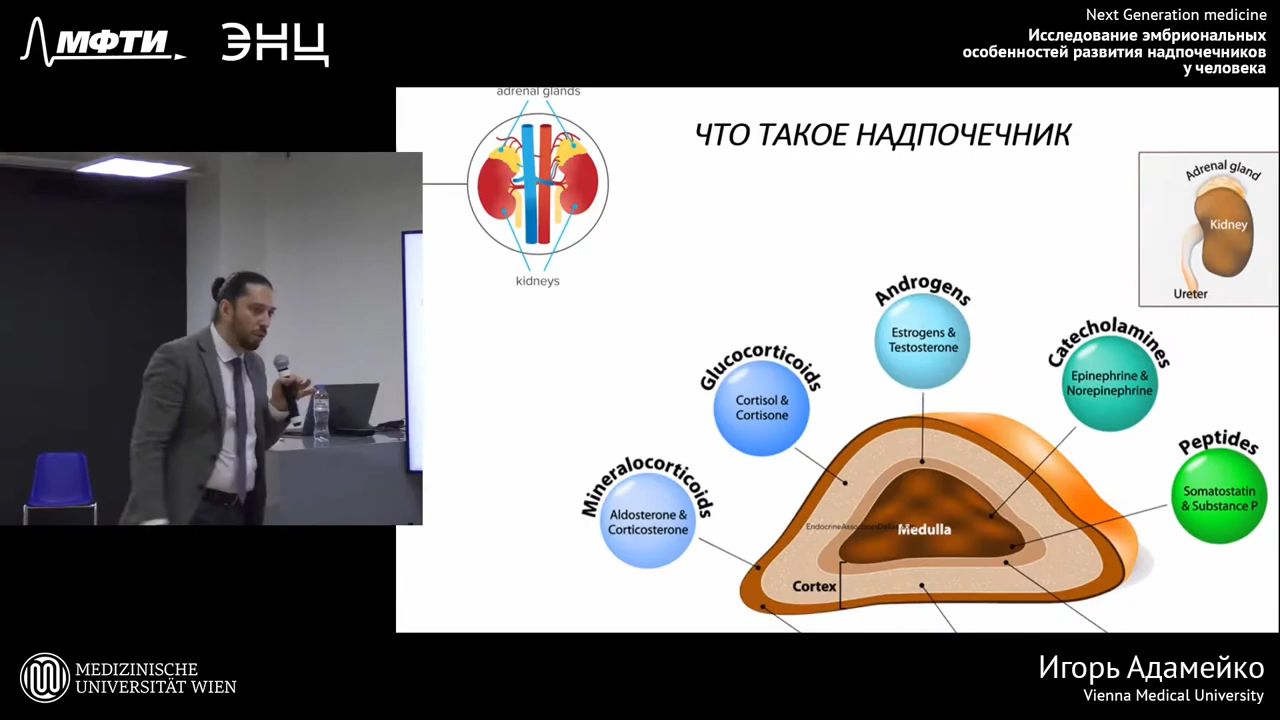 МФТИ
ЭНЦ
Next Generation medicine
Исследование эмбриональных
особенностей развития надпочечников
у человека
adrenal glands
kidneys
ЧТО ТАКОЕ НАДПОЧЕЧНИК
Adrenal gland
Kidney
Ureter
Androgens
Estrogens &
Testosterone
Glucocorticoids
Cortisol &
Cortisone
Catecholamines
Epinephrine &
Norepinephrine
Mineralocorticoids
Aldosterone &
Corticosterone
Peptides
Somatostatin
& Substance P
Medulla
Cortex
MEDIZINISCHE
UNIVERSITÄT WIEN
Игорь Адамейко
Vienna Medical University